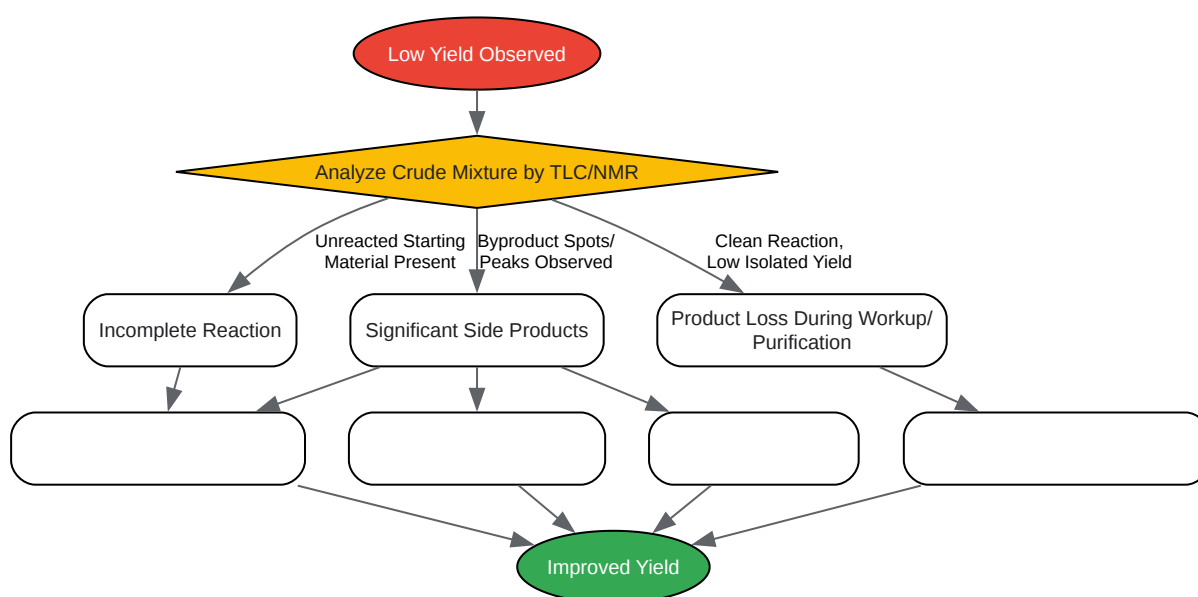 Low Yield Observed
Analyze Crude Mixture by TLC/NMR
Unreacted Starting
Material Present
Byproduct Spots/
Peaks Observed
Clean Reaction,
Low Isolated Yield
Incomplete Reaction
Significant Side Products
Product Loss During Workup/
Purification
Improved Yield